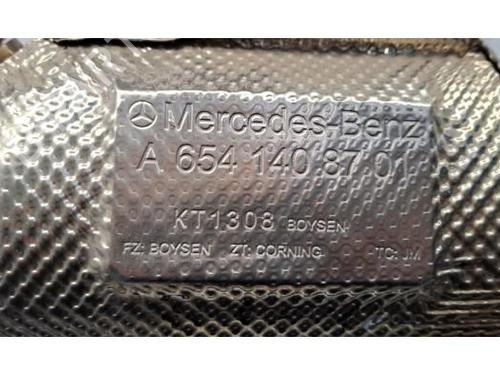 Mercedes-Benz
A 654 140 87 01
KT1308 BOYSEN
FZ: BOYSEN ZT: CORNING TC: JM